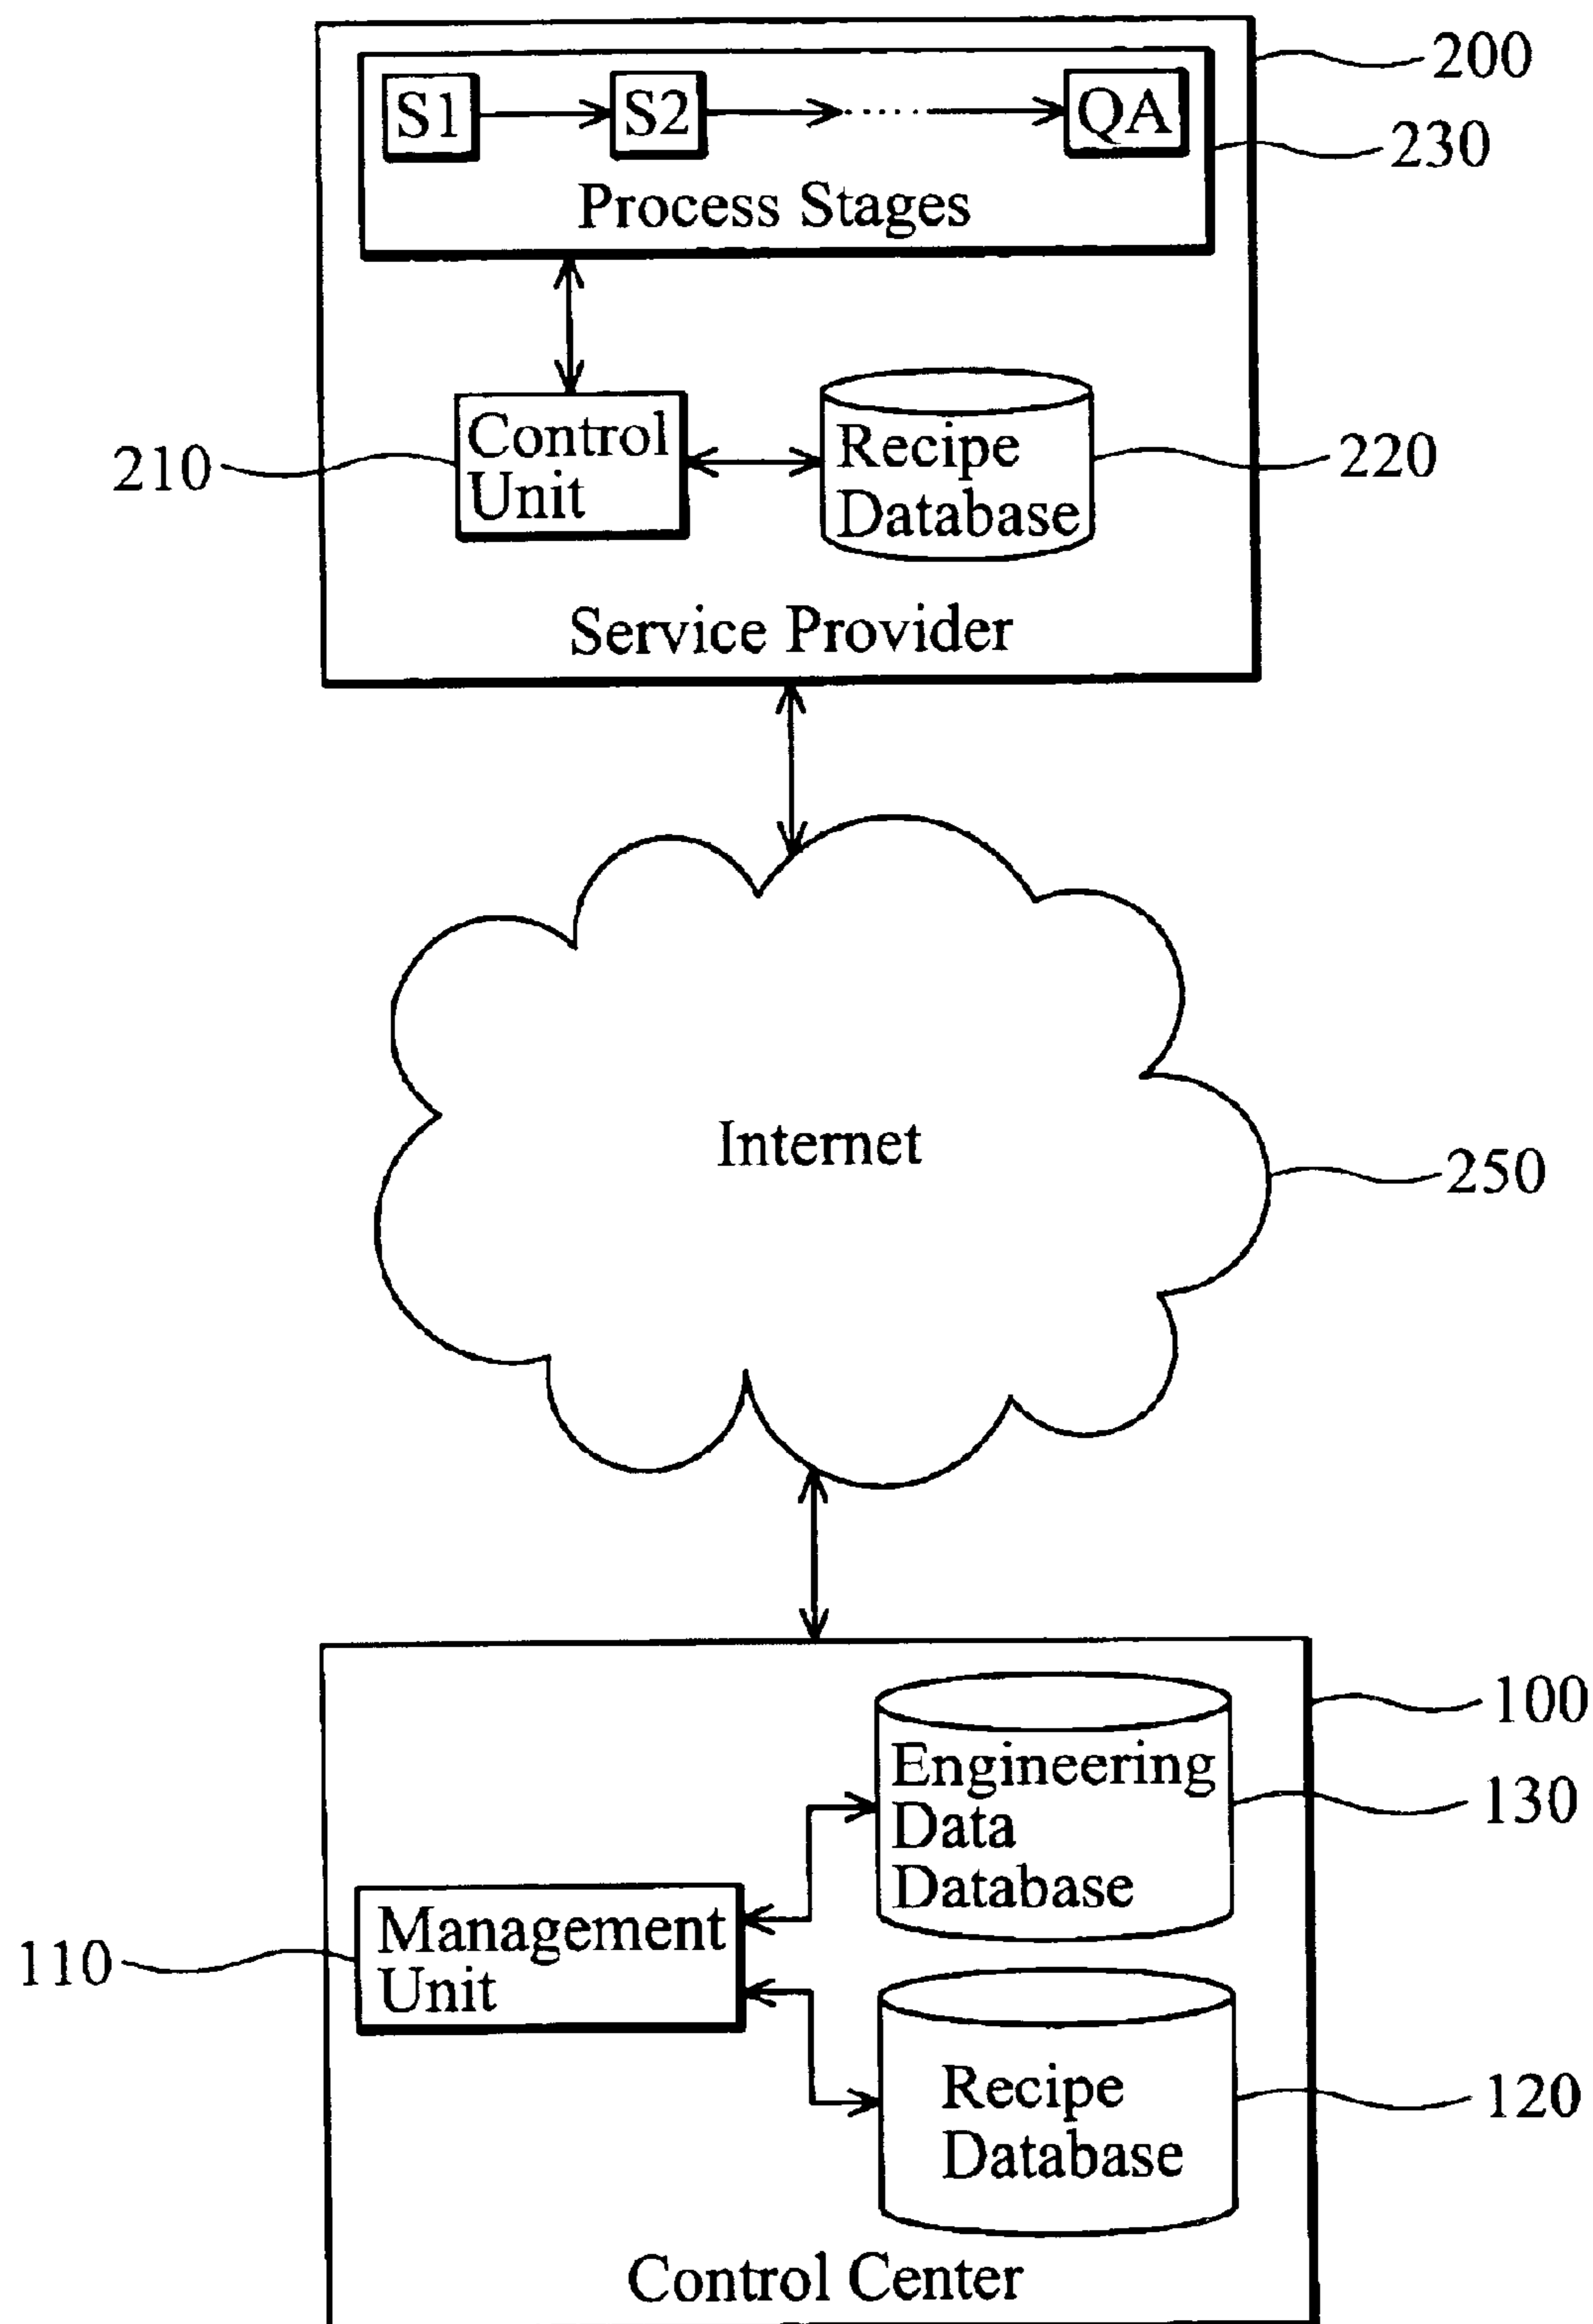 200
S1
S2
QA
230
Process Stages
210
Control
Unit
Recipe
Database
220
Service Provider
Internet
250
100
Engineering
Data
Database
130
110
Management
Unit
Recipe
Database
120
Control Center